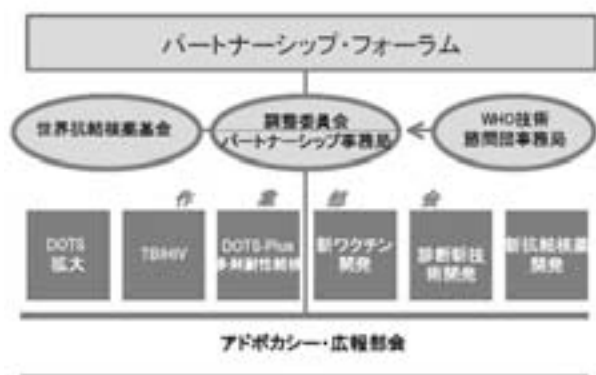 パートナーシップ・フォーラム
世界抗結核薬基金
調整委員会
パートナーシップ事務局
WHO技術
諮問団事務局
作 業 部 会
DOTS
拡大
TB/HIV
DOTS-Plus
多剤耐性結核
新ワクチン
開発
診断新技
術開発
新抗結核薬
開発
アドボカシー・広報部会